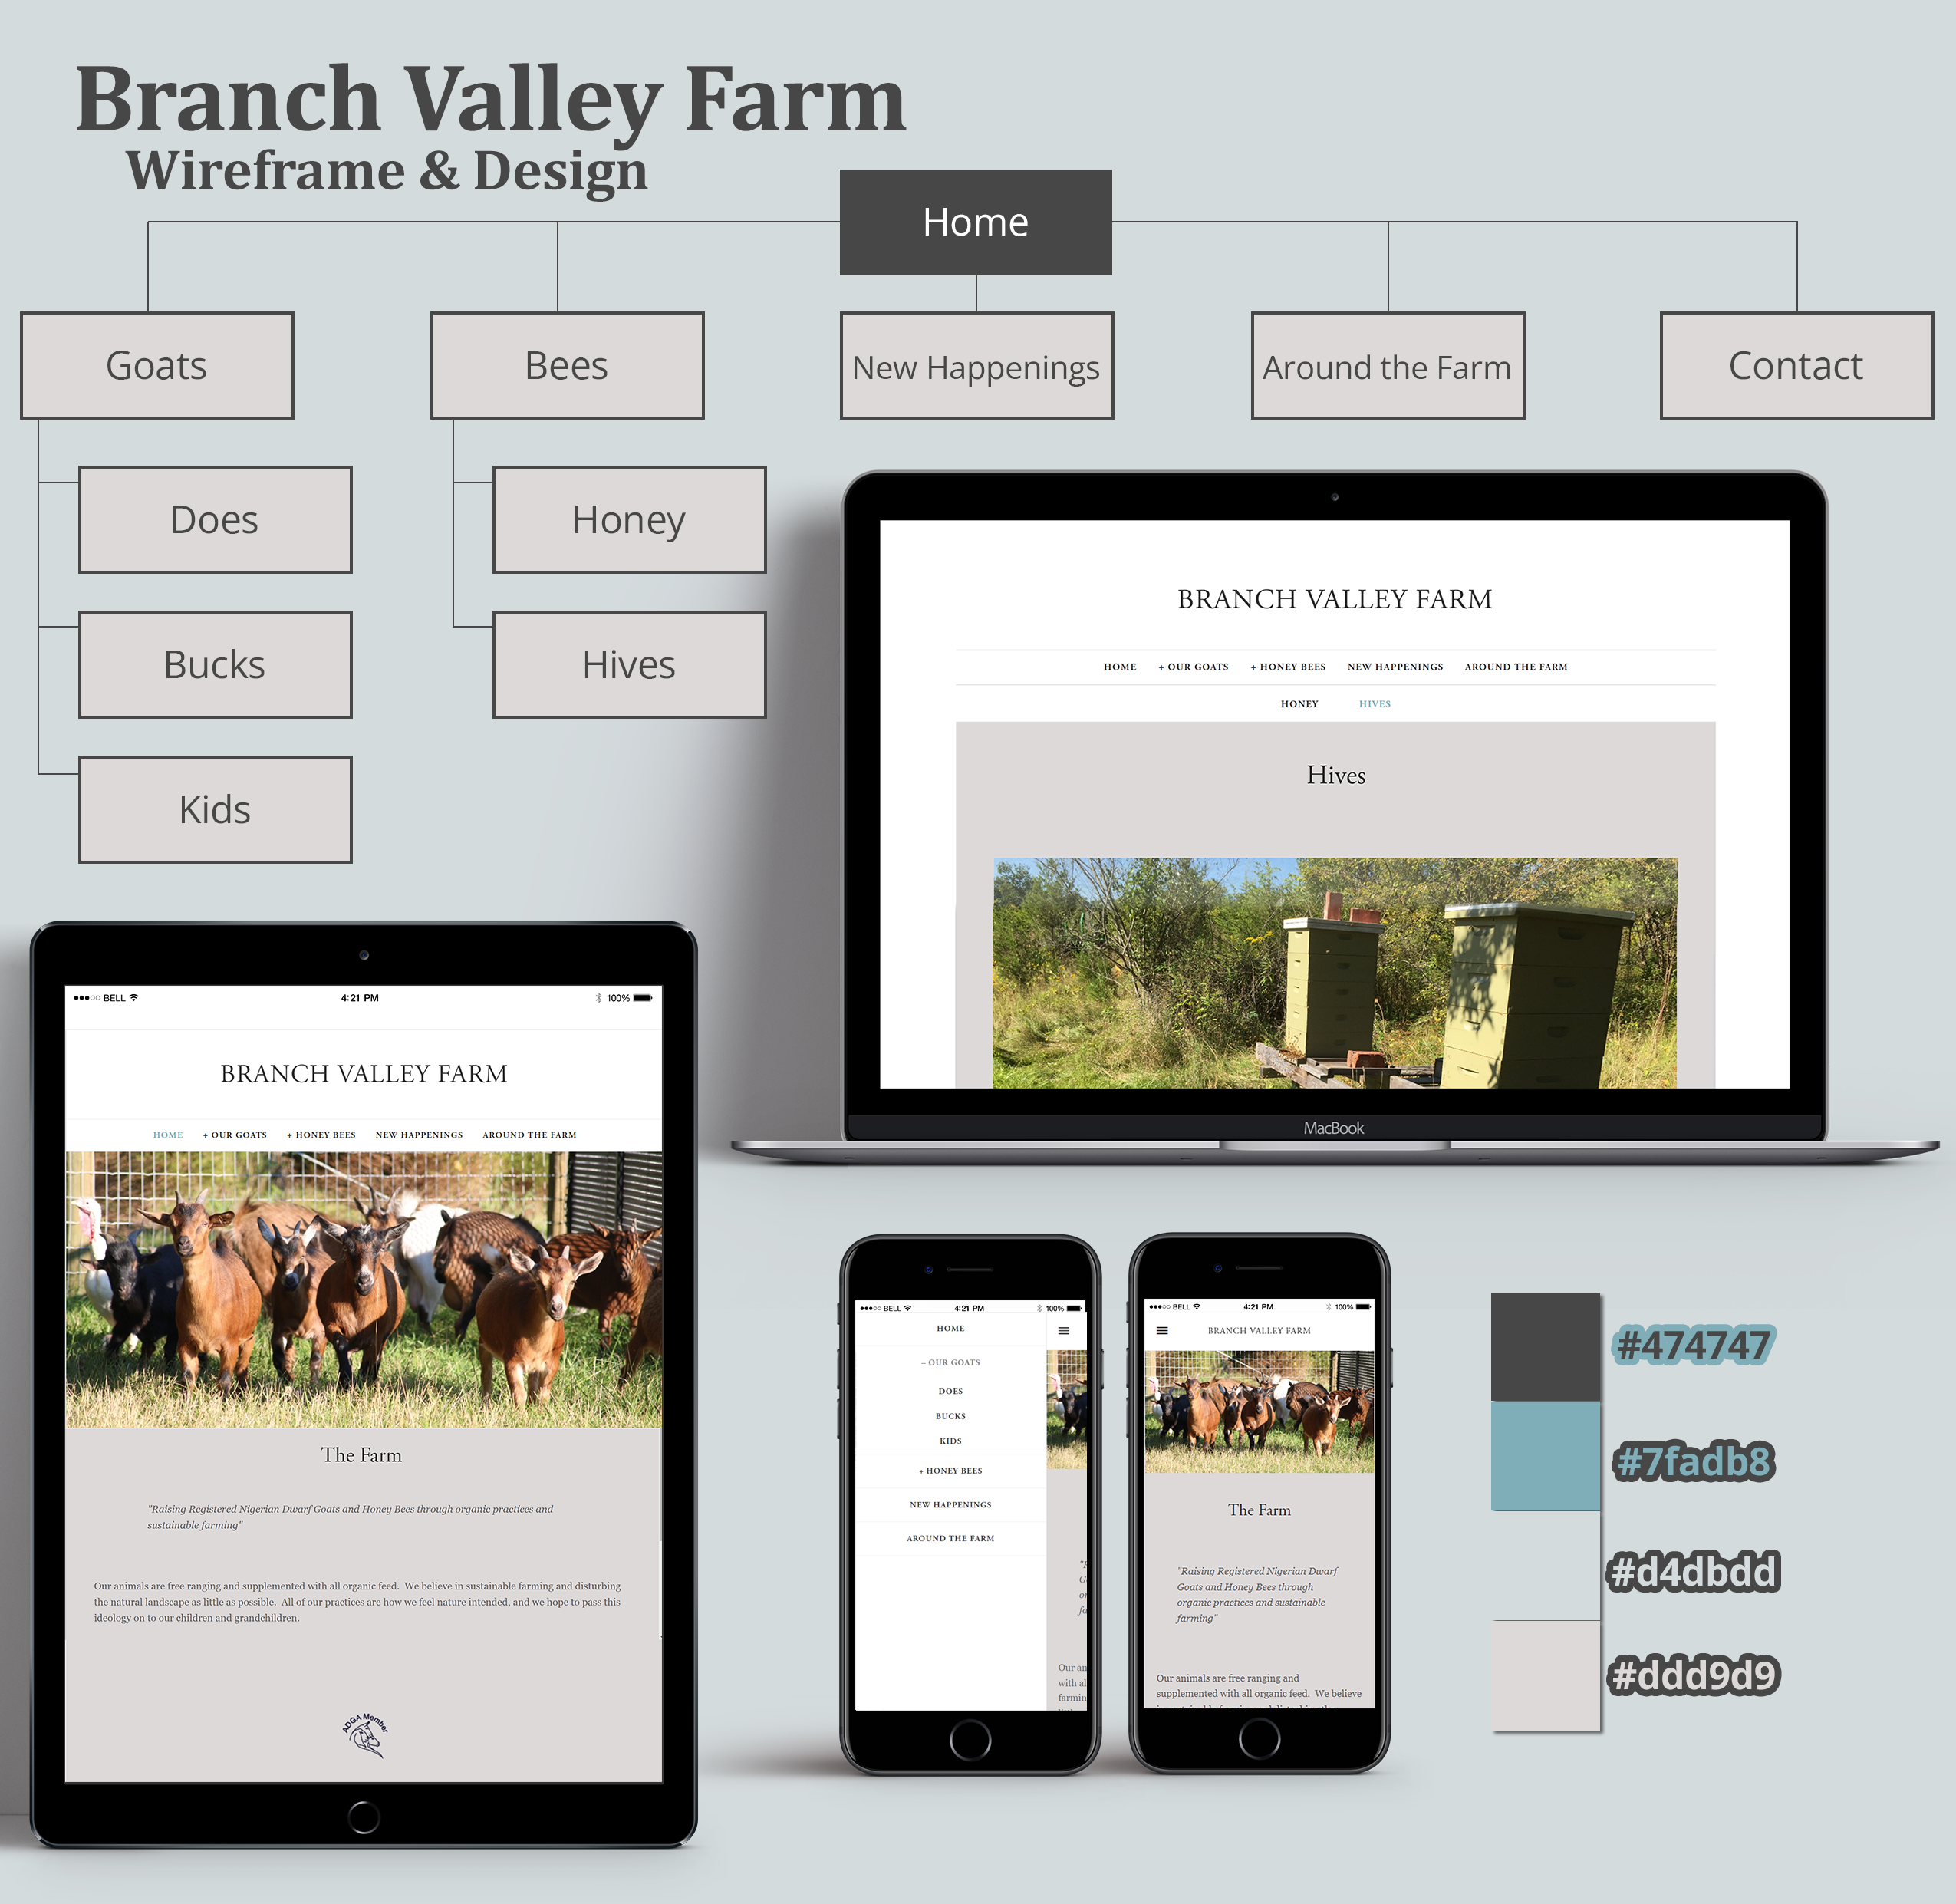 Branch Valley Farm
Wireframe & Design
Home
Goats
Bees
New Happenings
Around the Farm
Contact
Does
Honey
Bucks
Hives
Kids
BRANCH VALLEY FARM
HOME + OUR GOATS + HONEY BEES NEW HAPPENINGS AROUND THE FARM
HONEY HIVES
Hives
MacBook
BELL 4:21 PM 100%
BRANCH VALLEY FARM
HOME + OUR GOATS + HONEY BEES NEW HAPPENINGS AROUND THE FARM
The Farm
"Raising Registered Nigerian Dwarf Goats and Honey Bees through organic practices and
sustainable farming"
Our animals are free ranging and supplemented with all organic feed. We believe in sustainable farming and disturbing
the natural landscape as little as possible. All of our practices are how we feel nature intended, and we hope to pass this
ideology on to our children and grandchildren.
ADGA Member
BELL 4:21 PM 100%
HOME
– OUR GOATS
DOES
BUCKS
KIDS
+ HONEY BEES
NEW HAPPENINGS
AROUND THE FARM
Our an
with al
farmin
BELL 4:21 PM 100%
BRANCH VALLEY FARM
The Farm
"Raising Registered Nigerian Dwarf
Goats and Honey Bees through
organic practices and sustainable
farming"
Our animals are free ranging and
supplemented with all organic feed. We believe
#474747
#7fadb8
#d4dbdd
#ddd9d9